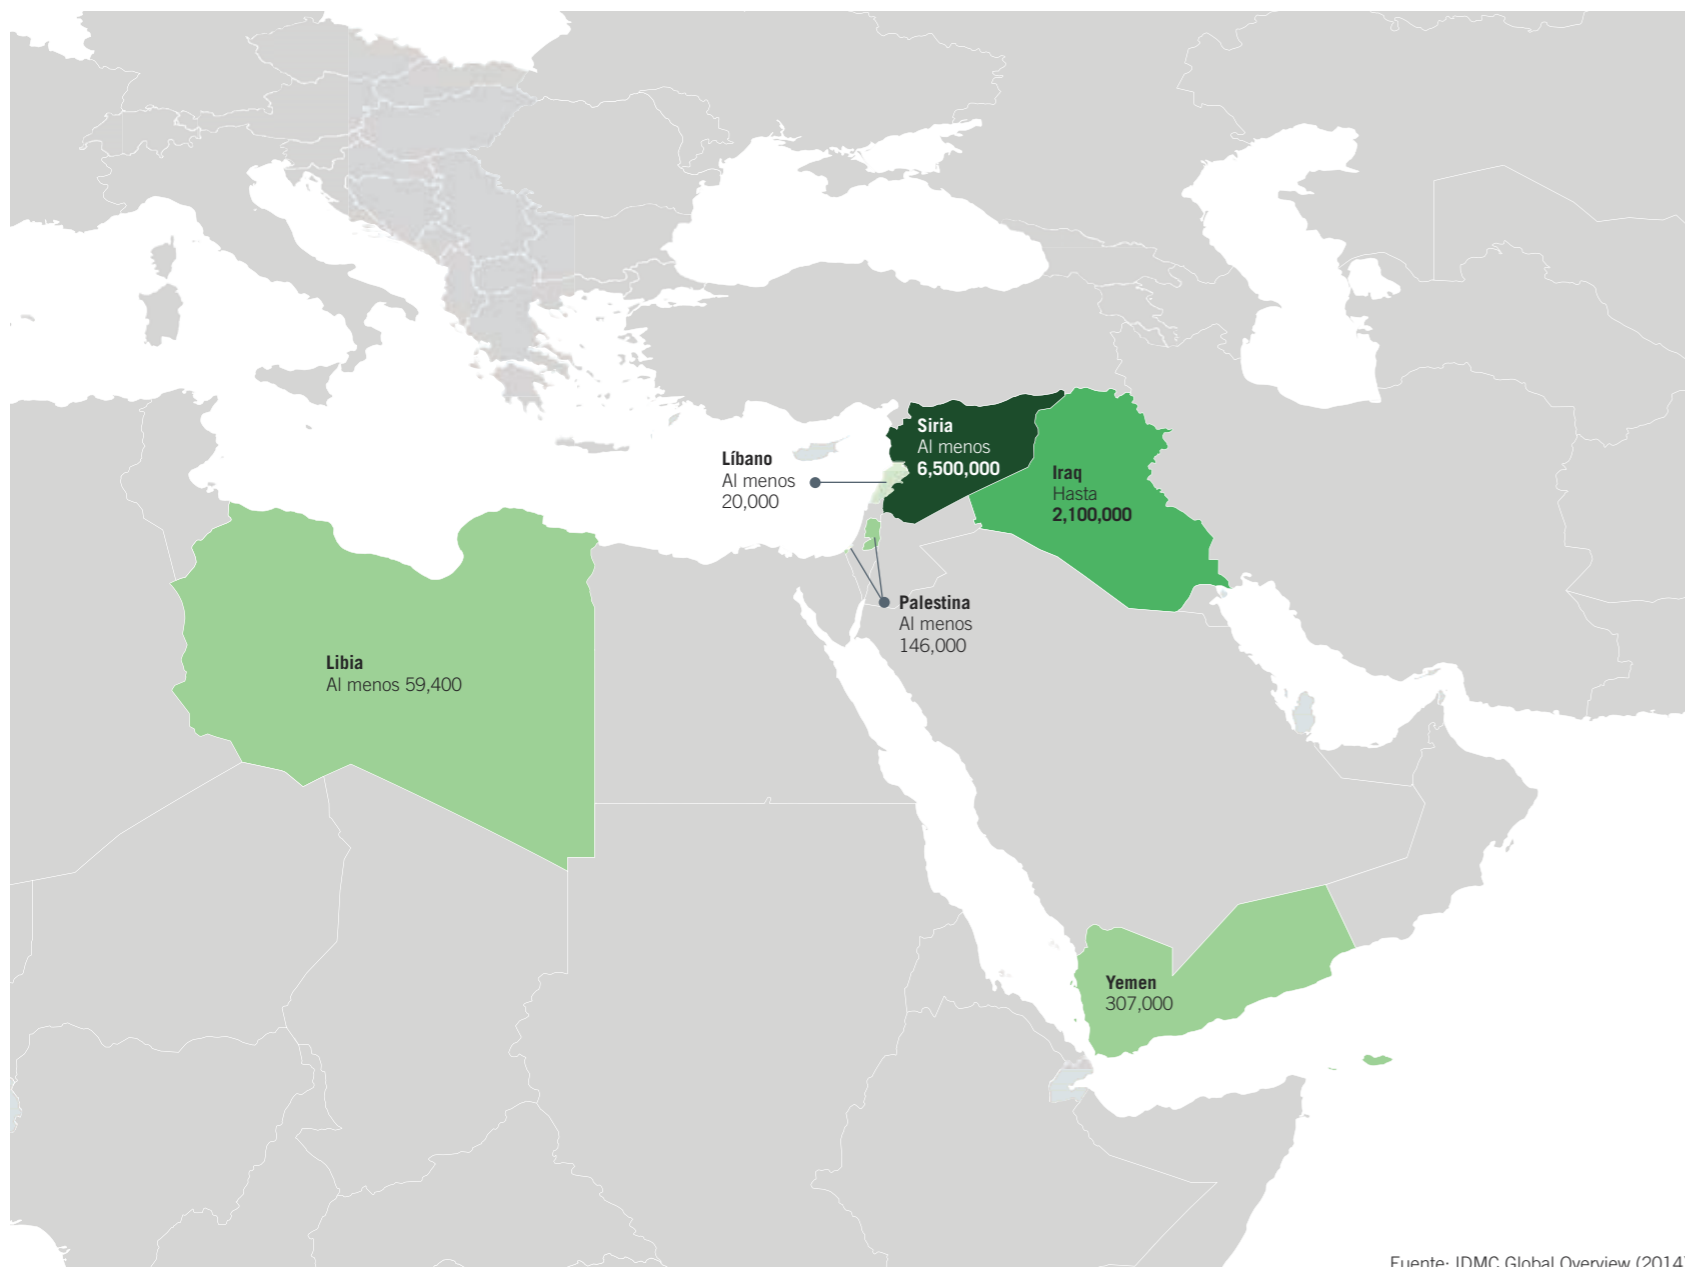 Siria
Al menos
6,500,000
Líbano
Al menos
20,000
Iraq
Hasta
2,100,000
Palestina
Al menos
146,000
Libia
Al menos 59,400
Yemen
307,000
Fuente: IDMC Global Overview (2014)